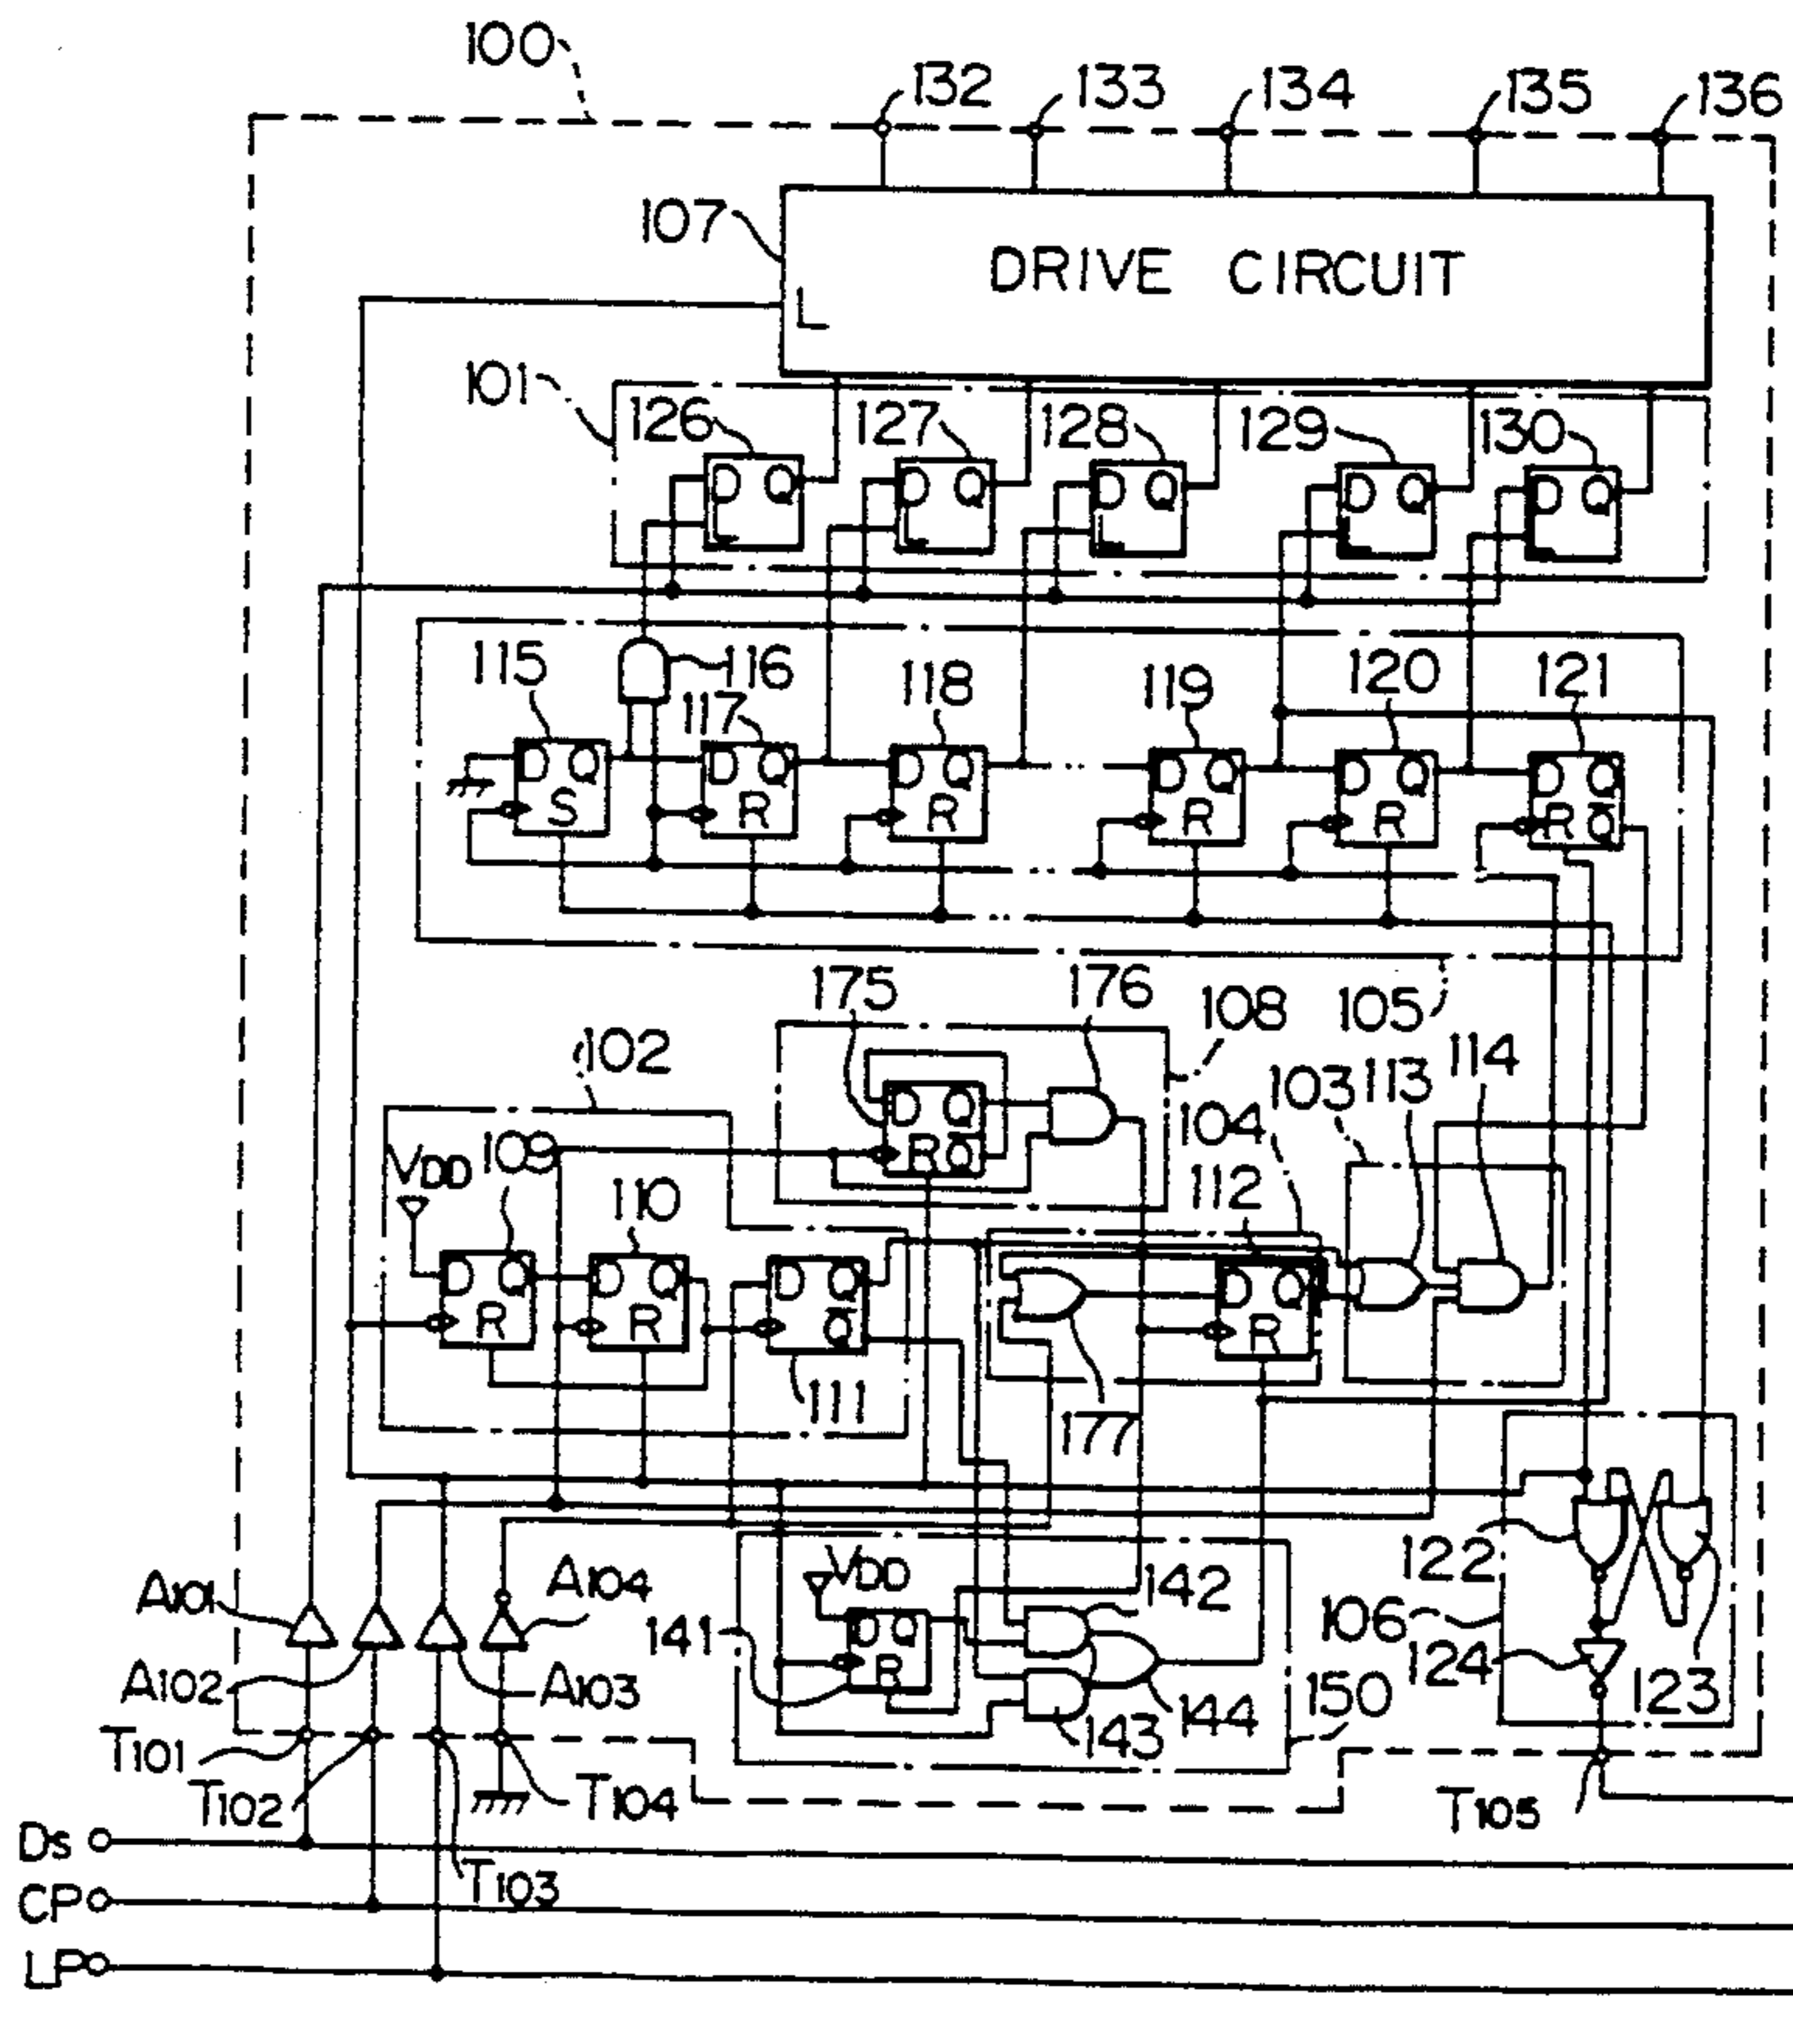 100
132 133 134 135 136
107
DRIVE CIRCUIT
L
101
126 127 128 129 130
D Q L D Q L D Q L D Q L D Q L
115 116 117 118 119 120 121
D Q S D Q R D Q R D Q R D Q R D Q R Q̅
175 176 108 105
102 103 113 114
104
D Q R Q̅
VDD 109 110 112
D Q R D Q R D Q Q̅ D Q R
111 177
122
A101 A104 VDD 142
141 D Q R 106 124
A102 A103 150 123
143 144
T101 T102 T104 T105
Ds
T103
CP
LP